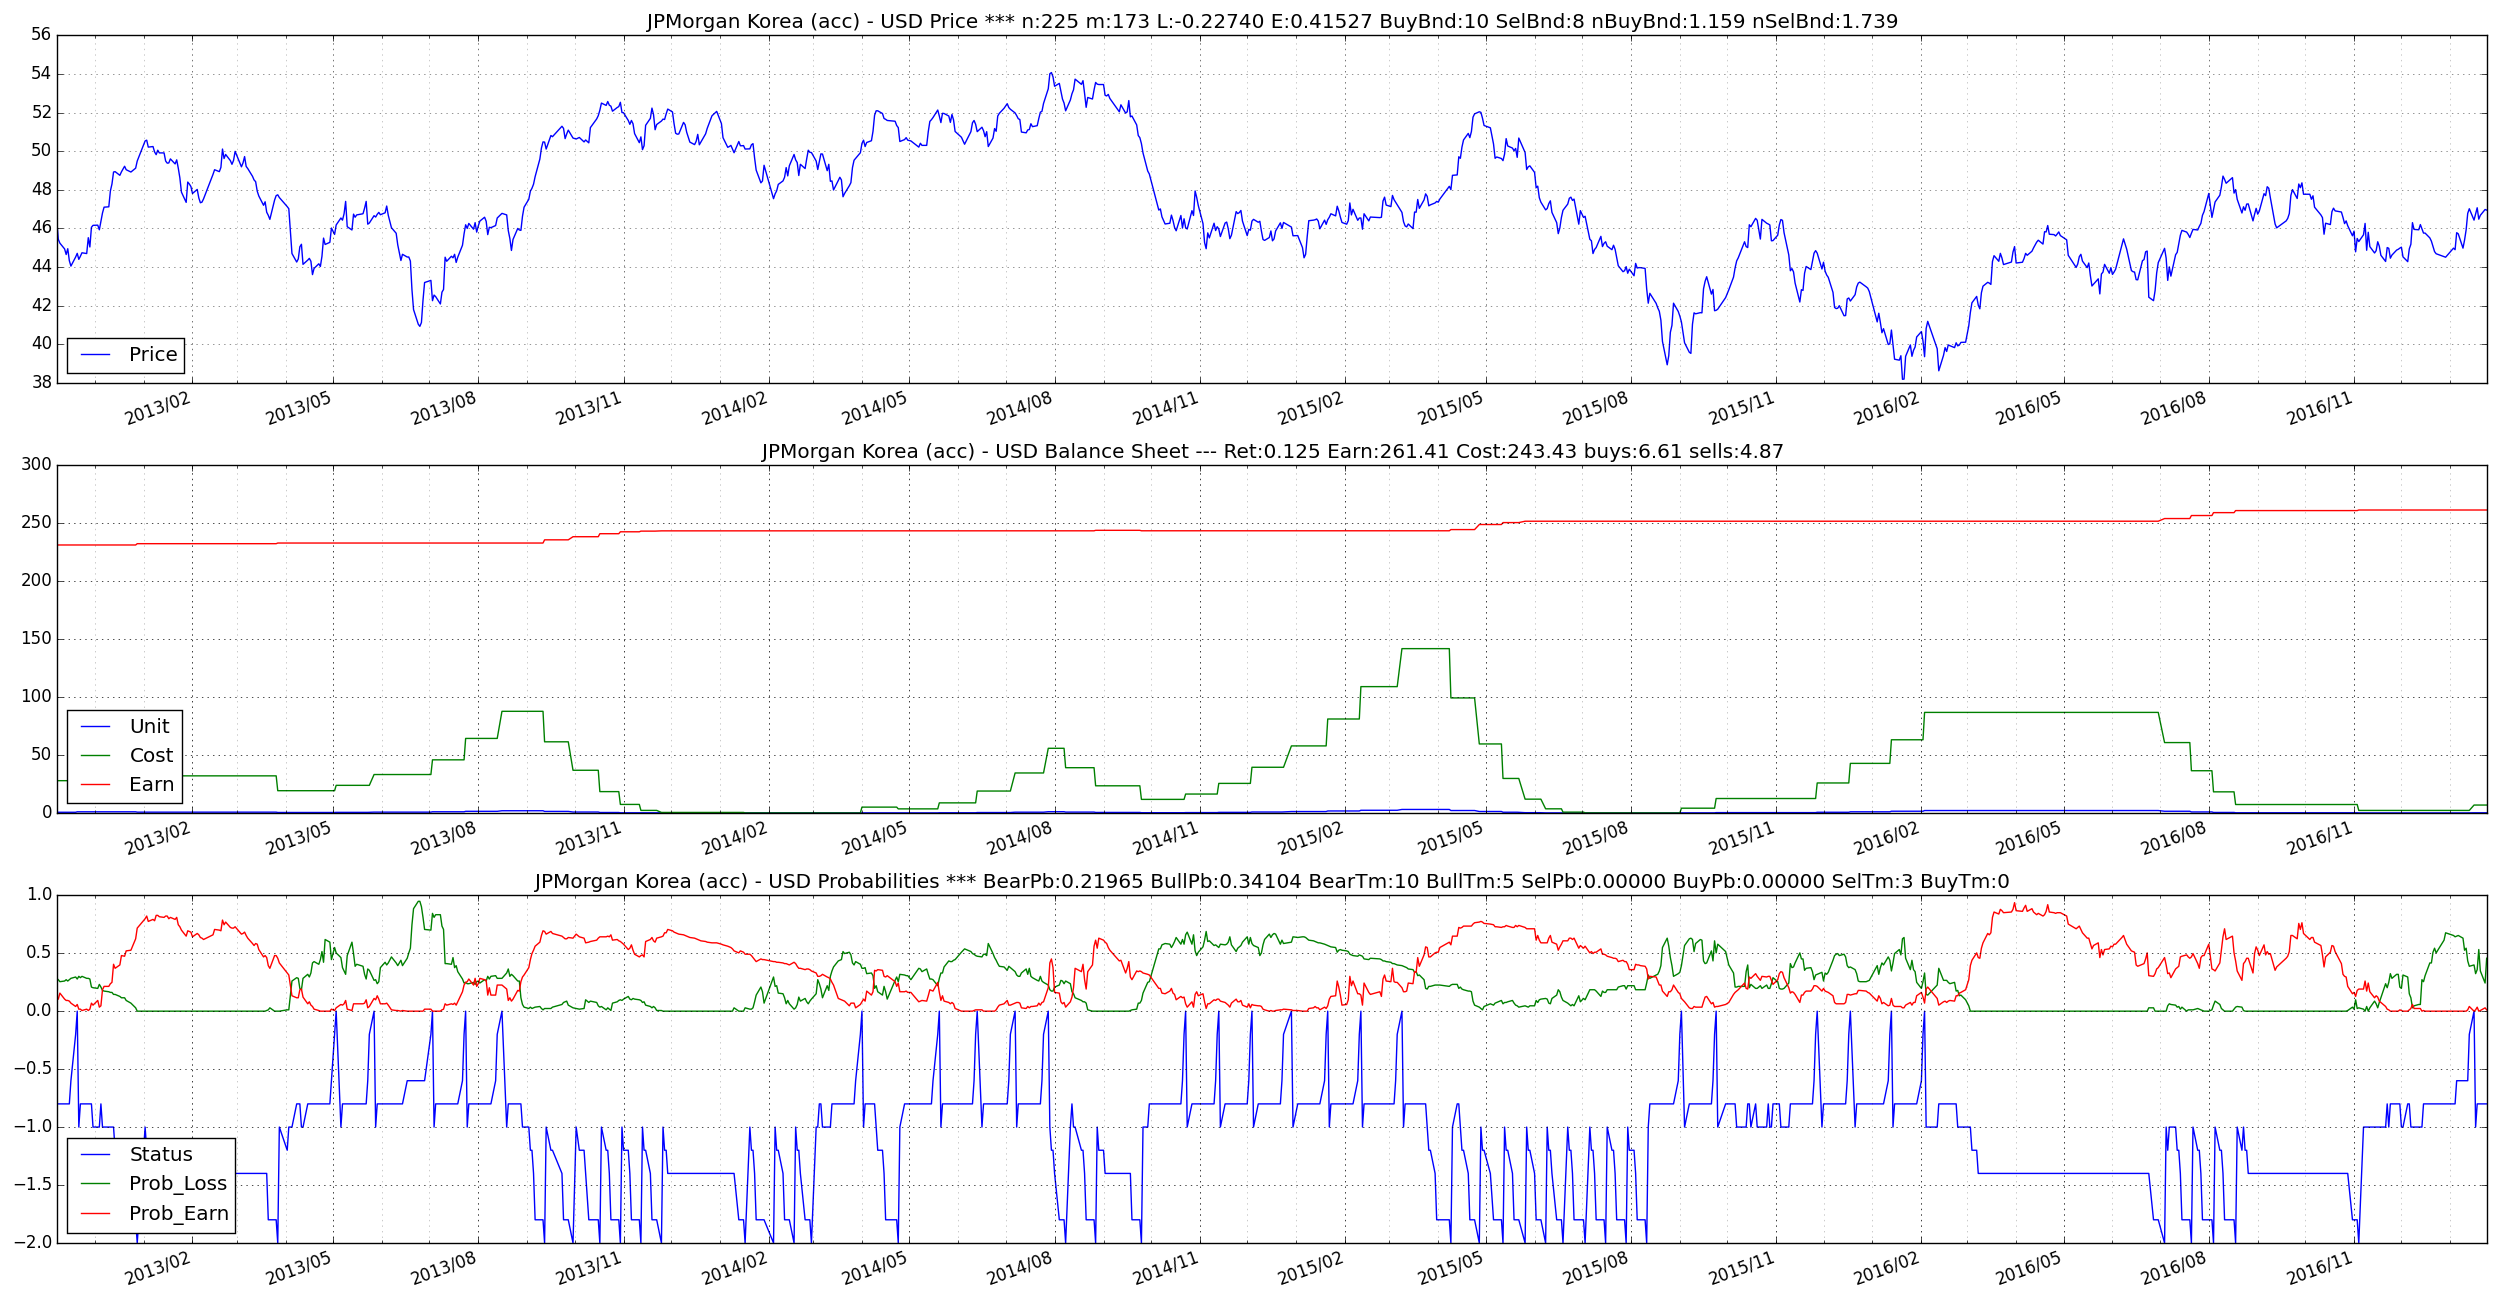 JPMorgan Korea (acc) - USD Price *** n:225 m:173 L:-0.22740 E:0.41527 BuyBnd:10 SelBnd:8 nBuyBnd:1.159 nSelBnd:1.739
56
54
52
50
48
46
44
42
40
38
Price
2013/02 2013/05 2013/08 2013/11 2014/02 2014/05 2014/08 2014/11 2015/02 2015/05 2015/08 2015/11 2016/02 2016/05 2016/08 2016/11
JPMorgan Korea (acc) - USD Balance Sheet --- Ret:0.125 Earn:261.41 Cost:243.43 buys:6.61 sells:4.87
300
250
200
150
100
50
0
Unit
Cost
Earn
2013/02 2013/05 2013/08 2013/11 2014/02 2014/05 2014/08 2014/11 2015/02 2015/05 2015/08 2015/11 2016/02 2016/05 2016/08 2016/11
JPMorgan Korea (acc) - USD Probabilities *** BearPb:0.21965 BullPb:0.34104 BearTm:10 BullTm:5 SelPb:0.00000 BuyPb:0.00000 SelTm:3 BuyTm:0
1.0
0.5
0.0
−0.5
−1.0
−1.5
−2.0
Status
Prob_Loss
Prob_Earn
2013/02 2013/05 2013/08 2013/11 2014/02 2014/05 2014/08 2014/11 2015/02 2015/05 2015/08 2015/11 2016/02 2016/05 2016/08 2016/11